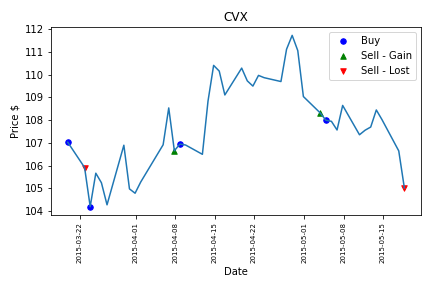 CVX
Price $
112
111
110
109
108
107
106
105
104
Buy
Sell - Gain
Sell - Lost
2015-03-22
2015-04-01
2015-04-08
2015-04-15
2015-04-22
2015-05-01
2015-05-08
2015-05-15
Date